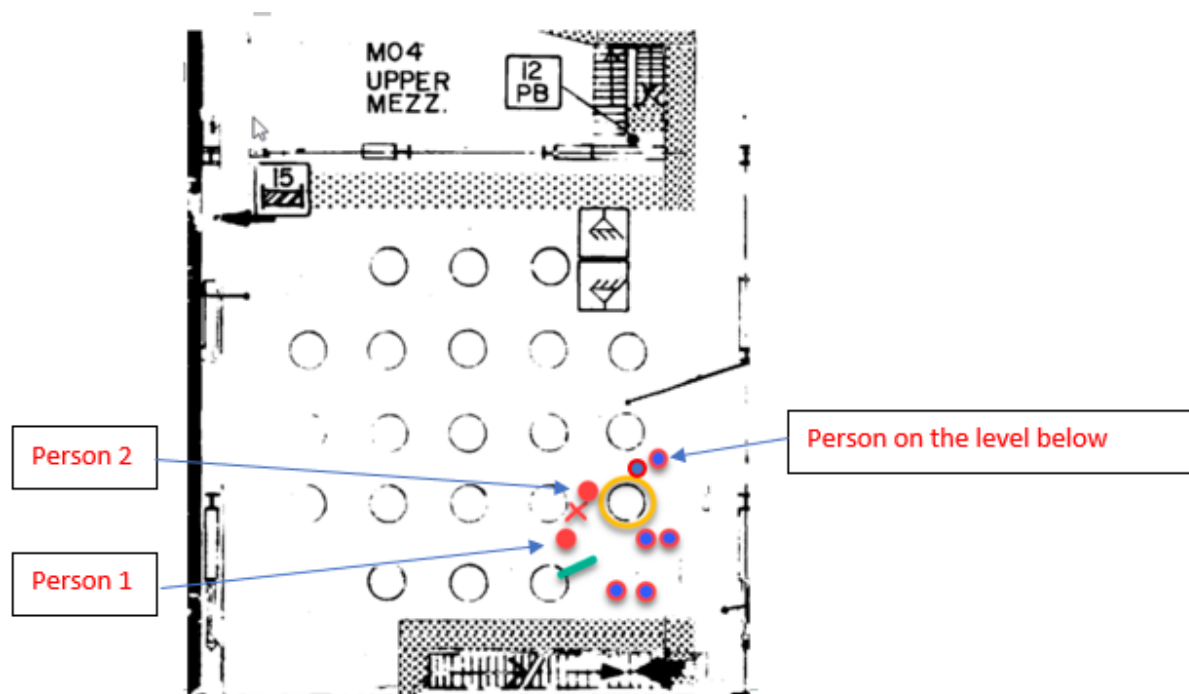 M04
UPPER
MEZZ.
12
PB
15
Person 2
Person on the level below
Person 1